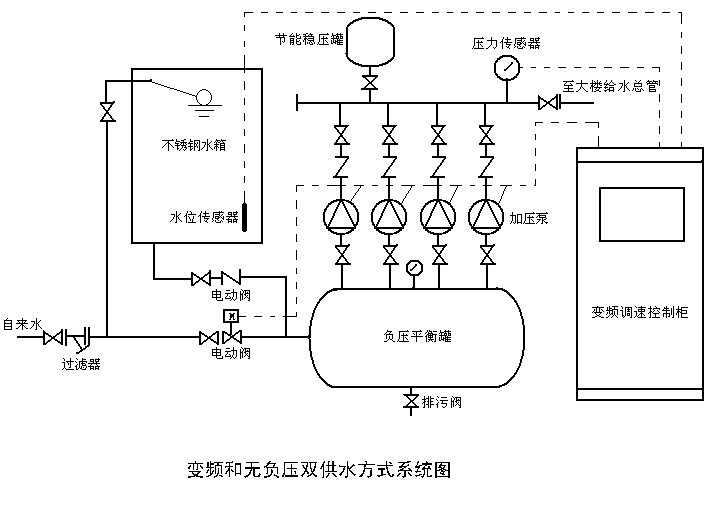 节能稳压罐
压力传感器
至大楼给水总管
不锈钢水箱
水位传感器
加压泵
电动阀
自来水
变频调速控制柜
负压平衡罐
电动阀
过滤器
排污阀
变频和无负压双供水方式系统图